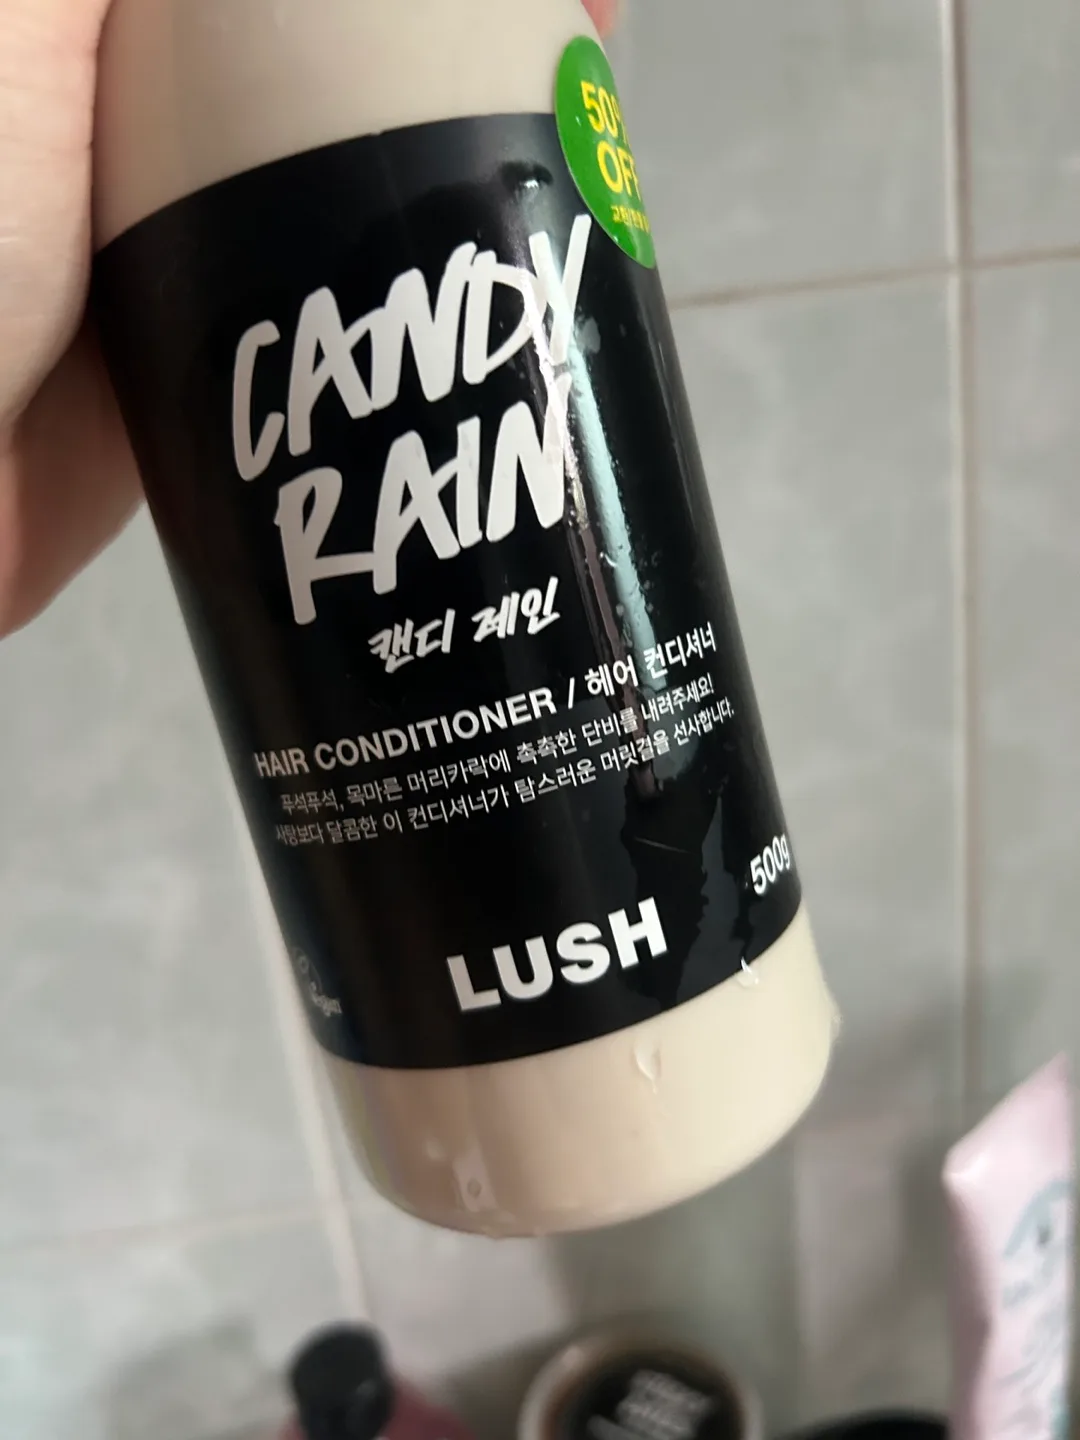 50%
OFF
CANDY
RAIN
캔디 레인
HAIR CONDITIONER / 헤어 컨디셔너
푸석푸석, 목마른 머리카락에 촉촉한 단비를 내려주세요!
사탕보다 달콤한 이 컨디셔너가 탐스러운 머릿결을 선사합니다.
500g
LUSH